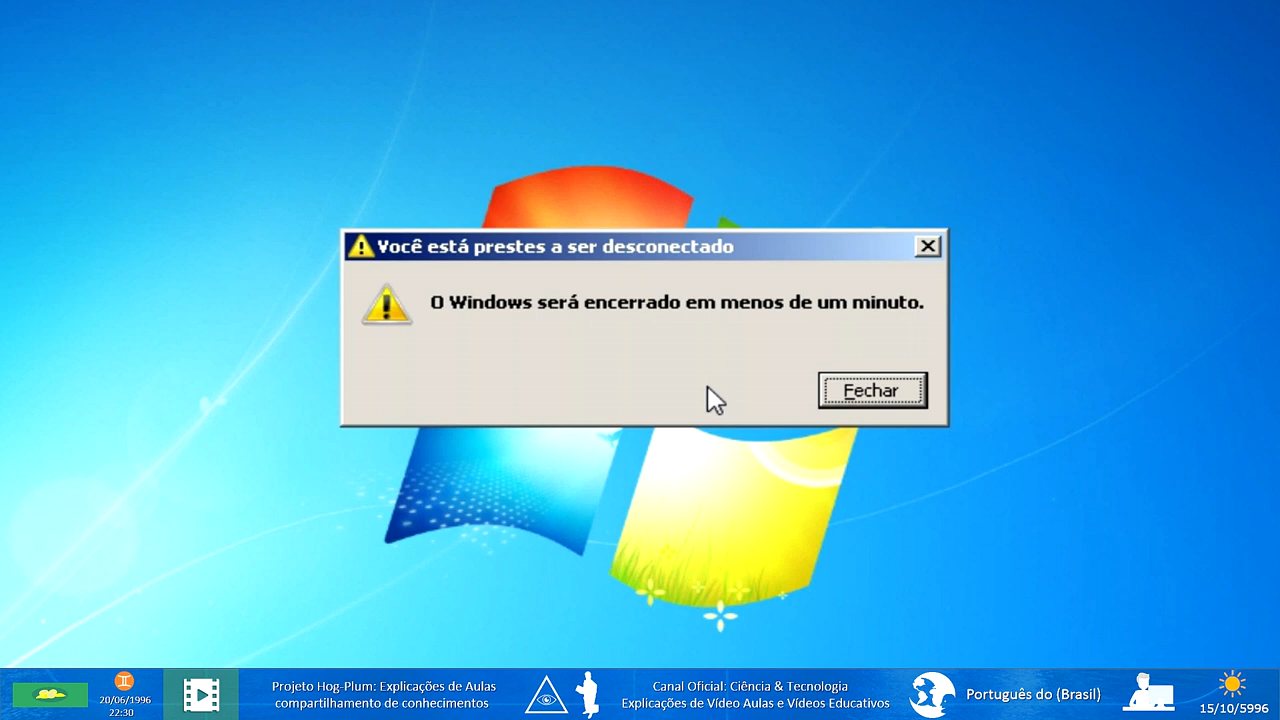 Você está prestes a ser desconectado
O Windows será encerrado em menos de um minuto.
Fechar
20/06/1996
22:30
Projeto Hog-Plum: Explicações de Aulas
compartilhamento de conhecimentos
Canal Oficial: Ciência & Tecnologia
Explicações de Vídeo Aulas e Vídeos Educativos
Português do (Brasil)
15/10/5996